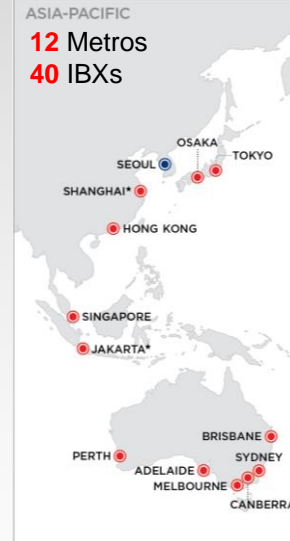 ASIA-PACIFIC
12 Metros
40 IBXs
OSAKA
TOKYO
SEOUL
SHANGHAI*
HONG KONG
SINGAPORE
JAKARTA*
BRISBANE
PERTH
SYDNEY
ADELAIDE
MELBOURNE
CANBERRA